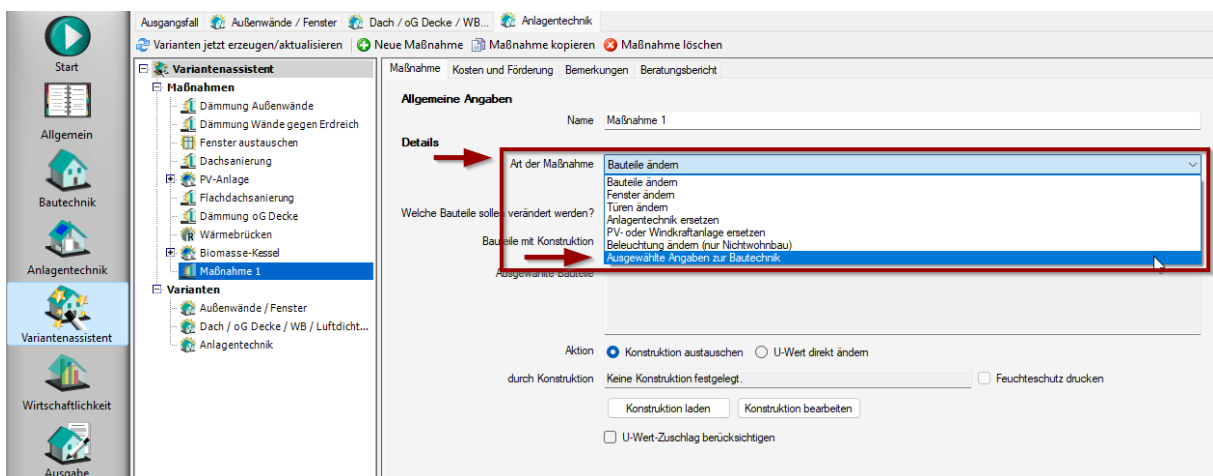 Ausgangsfall Außenwände / Fenster Dach / oG Decke / WB... Anlagentechnik
Varianten jetzt erzeugen/aktualisieren Neue Maßnahme Maßnahme kopieren Maßnahme löschen
Start
Allgemein
Bautechnik
Anlagentechnik
Variantenassistent
Wirtschaftlichkeit
Ausgabe
Variantenassistent
Maßnahmen
Dämmung Außenwände
Dämmung Wände gegen Erdreich
Fenster austauschen
Dachsanierung
PV-Anlage
Flachdachsanierung
Dämmung oG Decke
Wärmebrücken
Biomasse-Kessel
Maßnahme 1
Varianten
Außenwände / Fenster
Dach / oG Decke / WB / Luftdicht...
Anlagentechnik
Maßnahme Kosten und Förderung Bemerkungen Beratungsbericht
Allgemeine Angaben
Name Maßnahme 1
Details
Art der Maßnahme Bauteile ändern
Bauteile ändern
Fenster ändern
Türen ändern
Anlagentechnik ersetzen
PV- oder Windkraftanlage ersetzen
Beleuchtung ändern (nur Nichtwohnbau)
Ausgewählte Angaben zur Bautechnik
Welche Bauteile sollen verändert werden?
Bauteile mit Konstruktion
Ausgewählte Bauteile
Aktion Konstruktion austauschen U-Wert direkt ändern
durch Konstruktion Keine Konstruktion festgelegt. Feuchteschutz drucken
Konstruktion laden Konstruktion bearbeiten
U-Wert-Zuschlag berücksichtigen